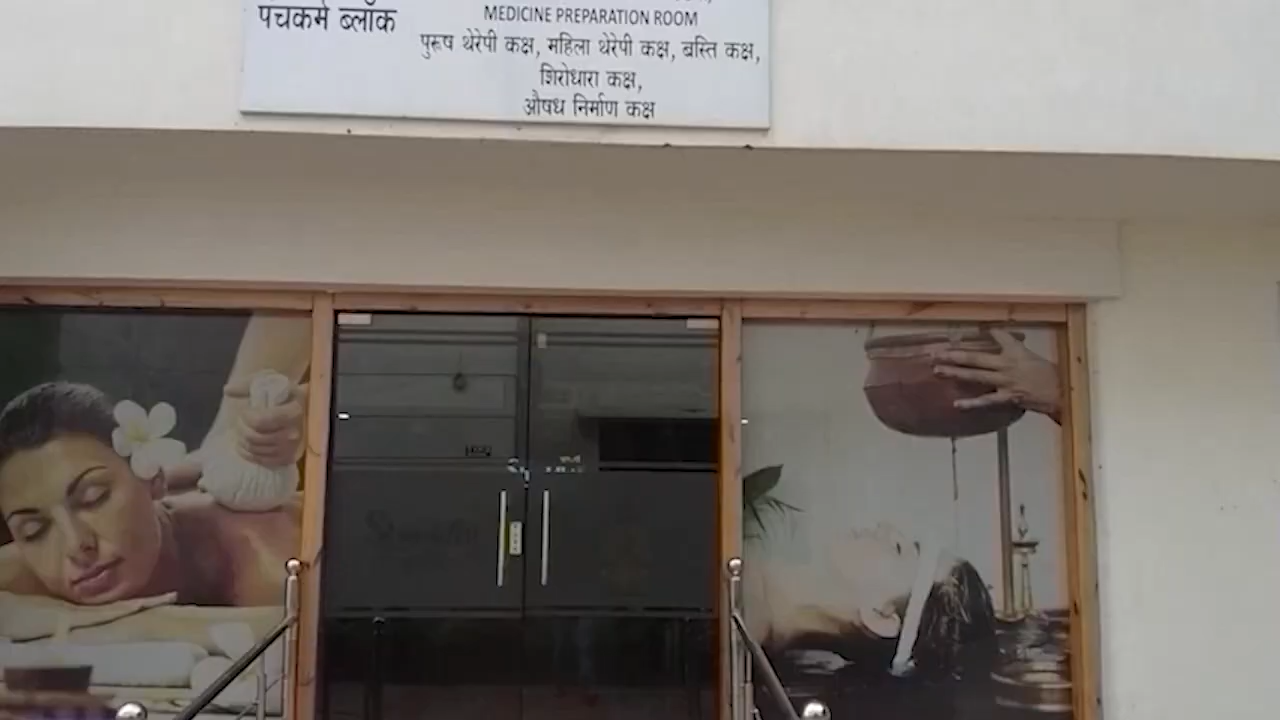 पंचकर्म ब्लॉक
MEDICINE PREPARATION ROOM
पुरूष थेरेपी कक्ष, महिला थेरेपी कक्ष, बस्ति कक्ष,
शिरोधारा कक्ष,
औषध निर्माण कक्ष